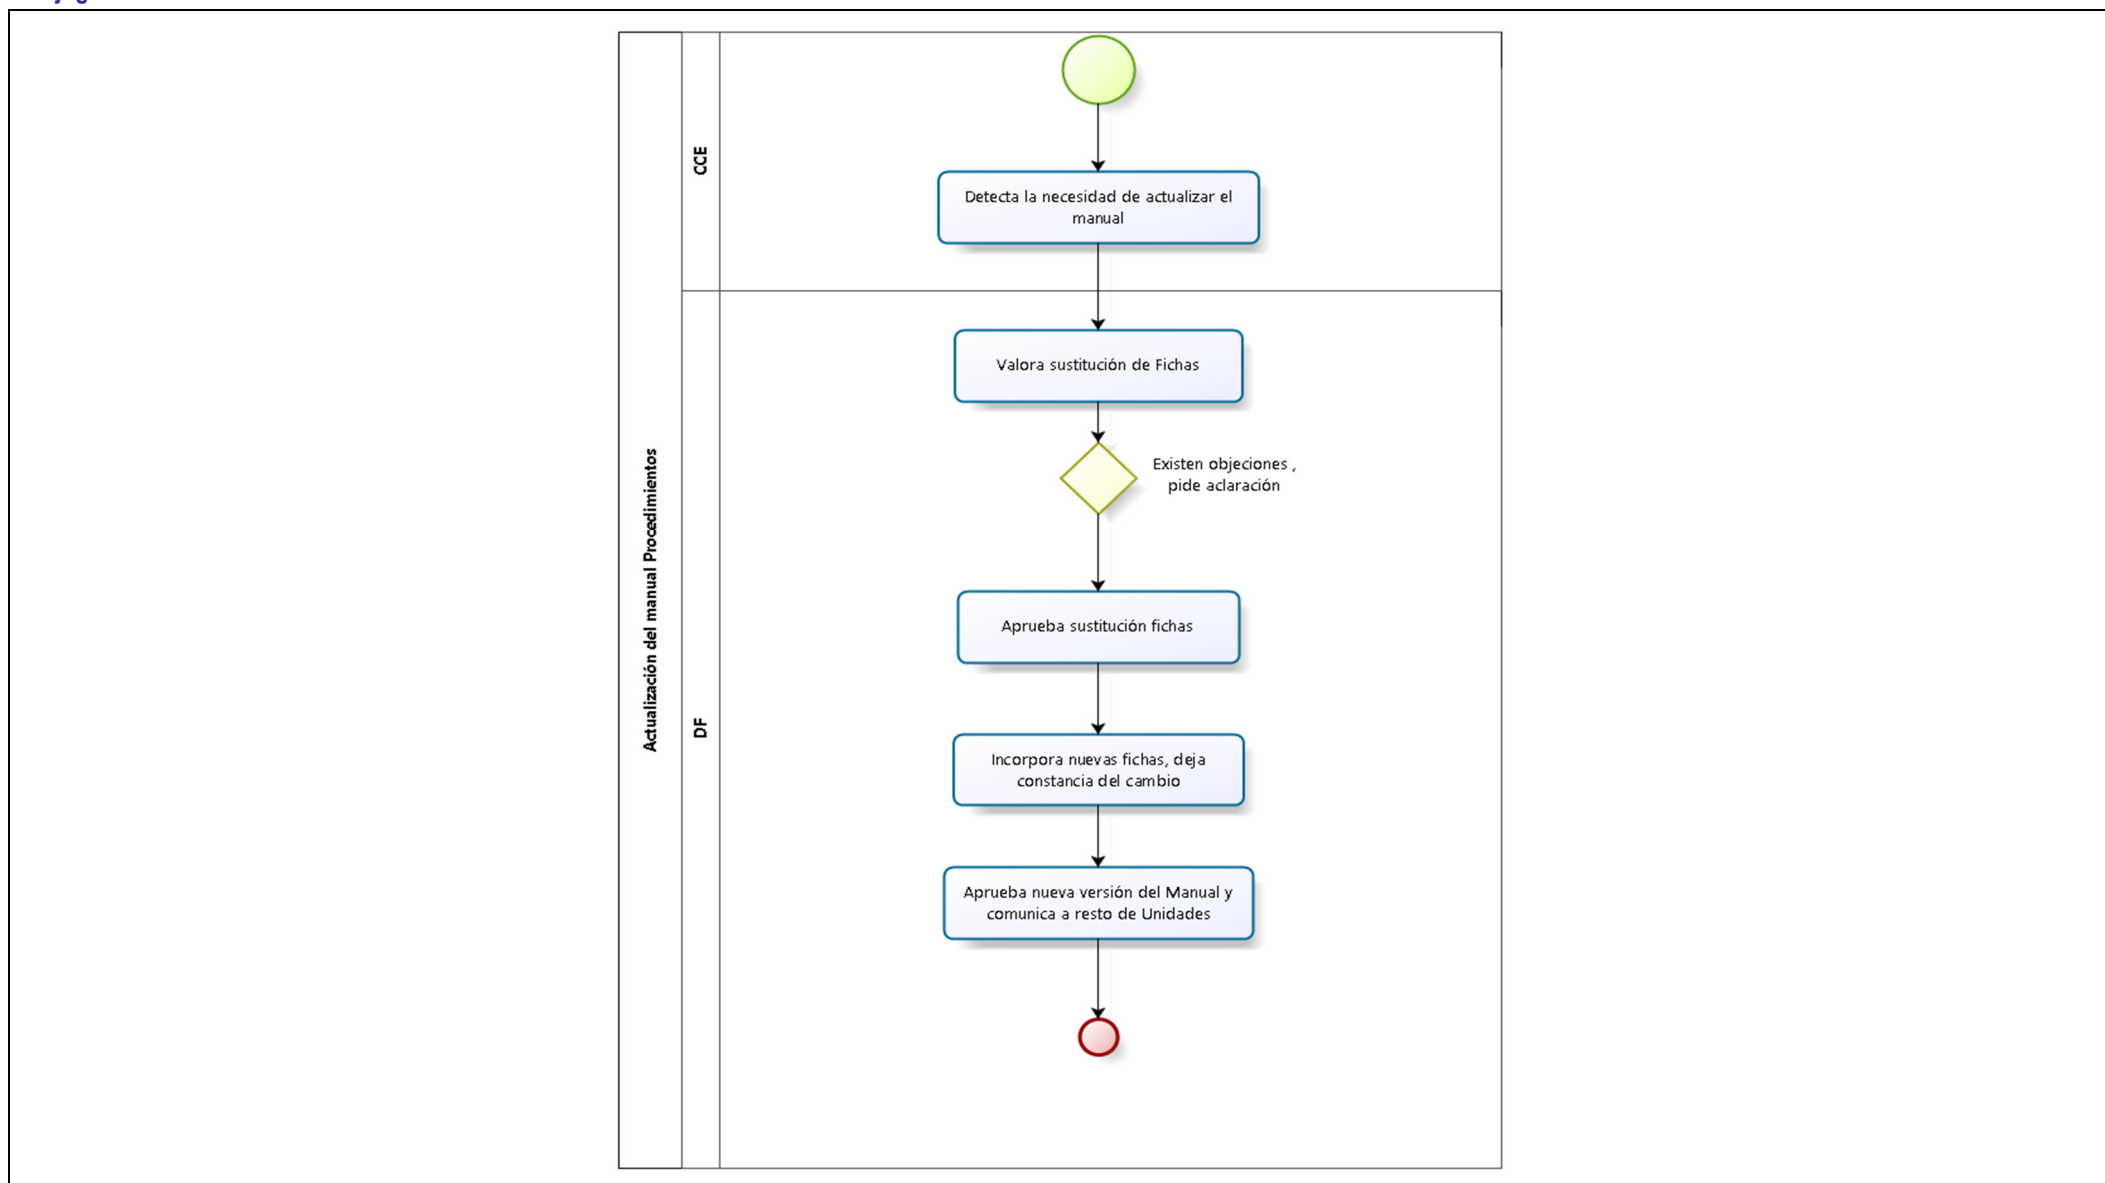 Actualización del manual Procedimientos
CCE
Detecta la necesidad de actualizar el
manual
DF
Valora sustitución de Fichas
Existen objeciones ,
pide aclaración
Aprueba sustitución fichas
Incorpora nuevas fichas, deja
constancia del cambio
Aprueba nueva versión del Manual y
comunica a resto de Unidades